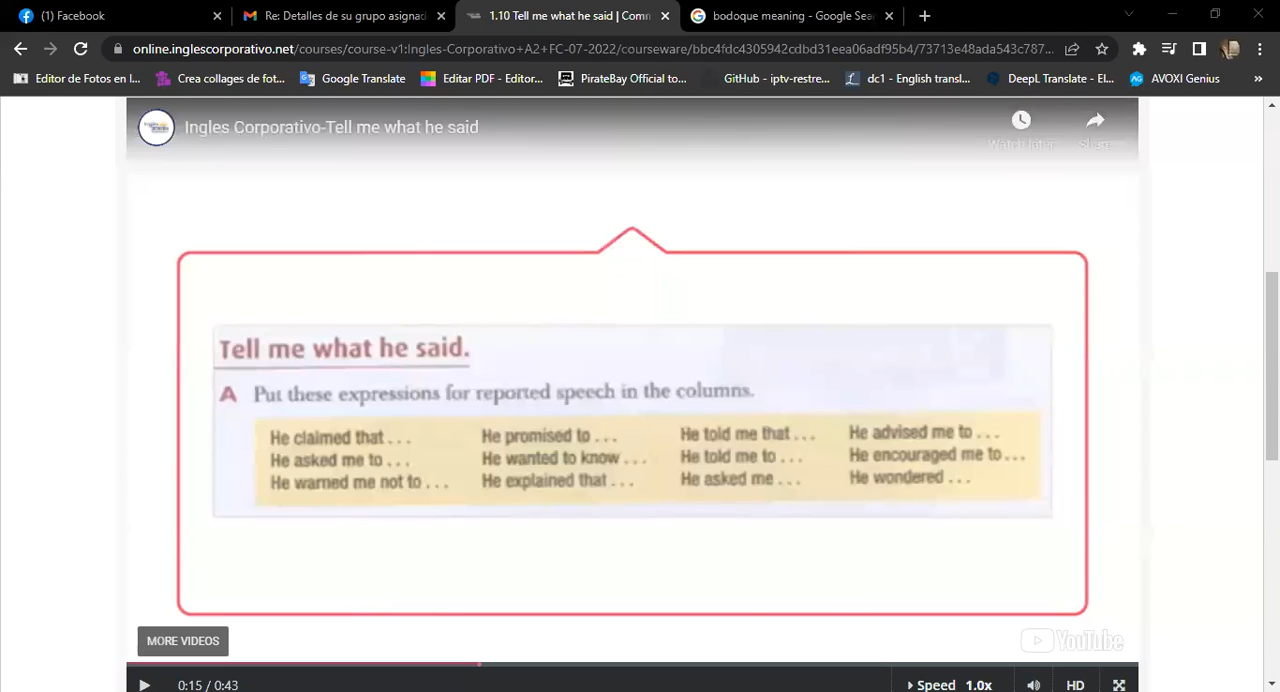 (1) Facebook
Re: Detalles de su grupo asignad
1.10 Tell me what he said | Com
bodoque meaning - Google Sea
online.inglescorporativo.net/courses/course-v1:Ingles-Corporativo+A2+FC-07-2022/courseware/bbc4fdc4305942cdbd31eea06adf95b4/73713e48ada543c787...
Editor de Fotos en l...
Crea collages de fot...
Google Translate
Editar PDF - Editor...
PirateBay Official to...
GitHub - iptv-restre...
dc1 - English transl...
DeepL Translate - El...
AVOXI Genius
»
Ingles Corporativo-Tell me what he said
Watch later
Share
Tell me what he said.
A Put these expressions for reported speech in the columns.
He claimed that . . . He promised to . . . He told me that . . . He advised me to . . .
He asked me to . . . He wanted to know . . . He told me to . . . He encouraged me to . . .
He warned me not to . . . He explained that . . . He asked me . . . He wondered . . .
MORE VIDEOS
YouTube
0:15 / 0:43
Speed 1.0x
HD